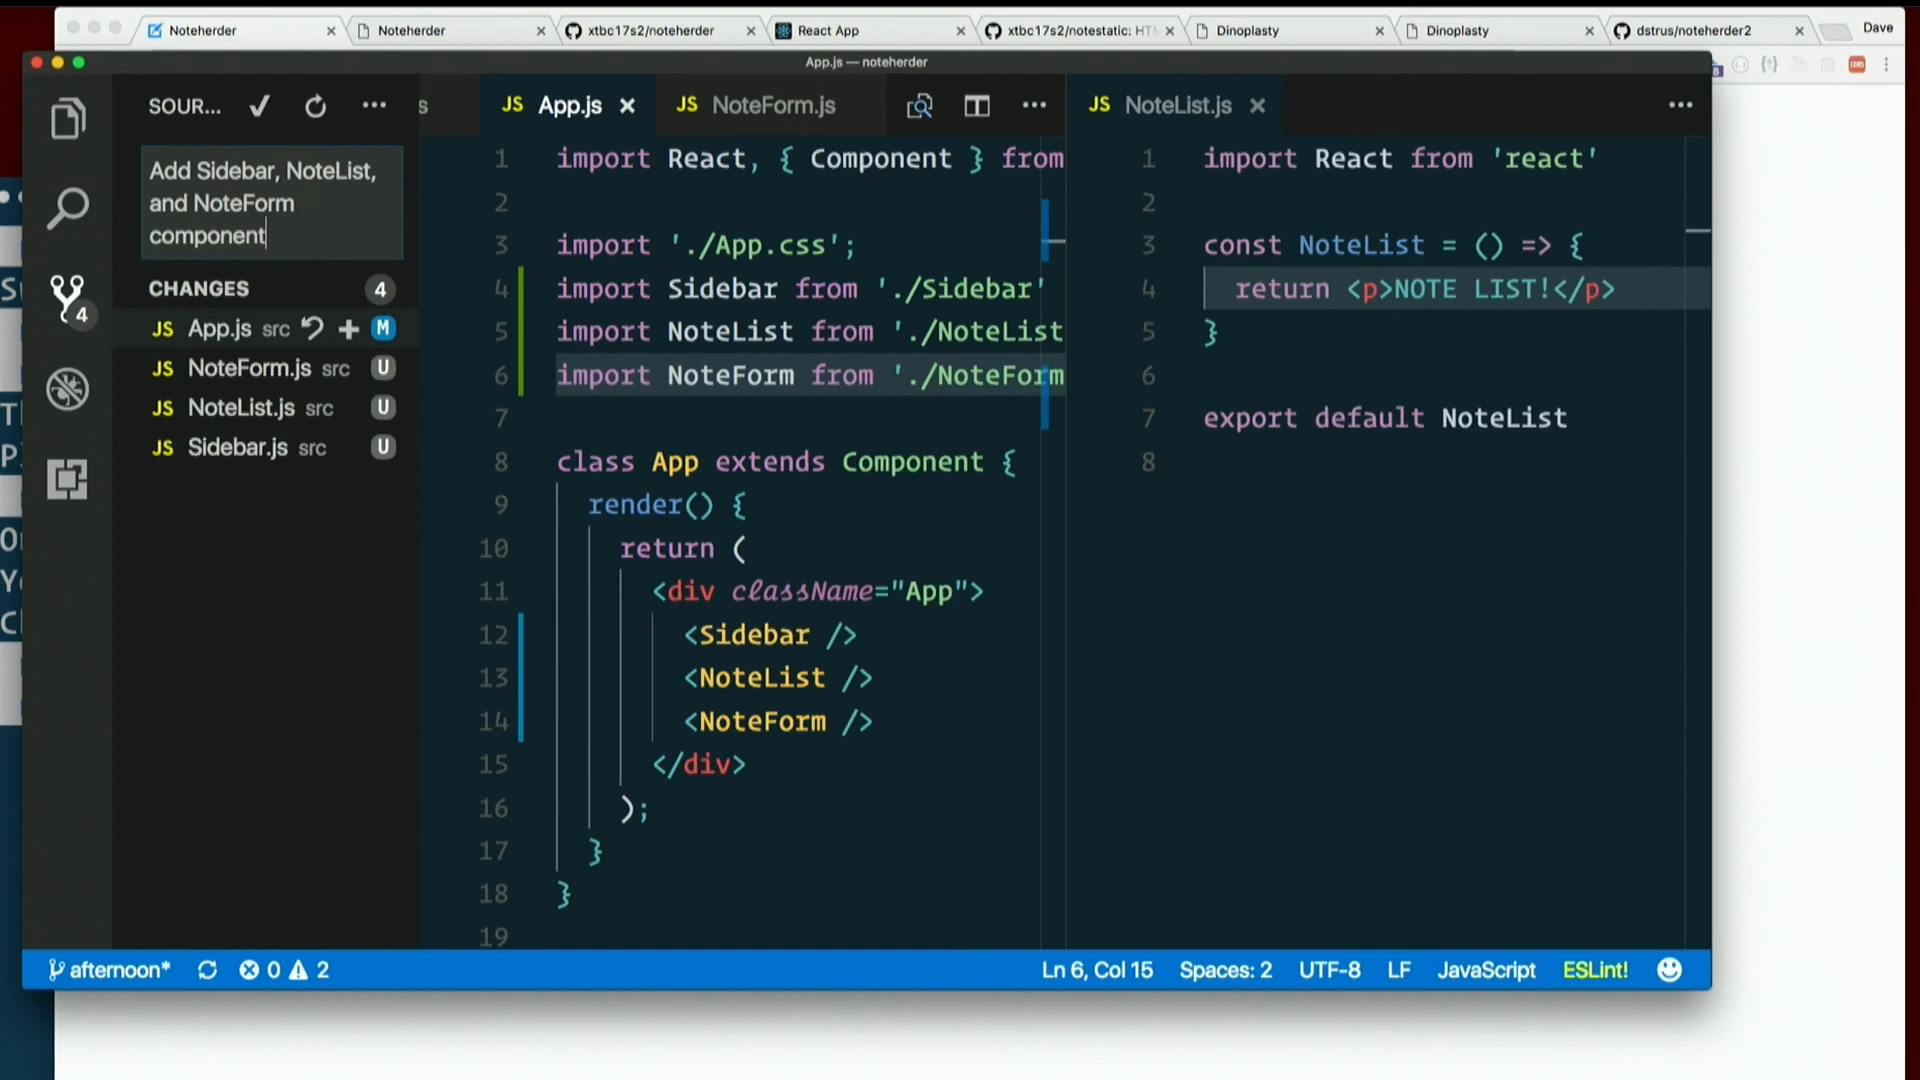 Noteherder
Noteherder
xtbc17s2/noteherder
React App
xtbc17s2/notestatic: HTM
Dinoplasty
Dinoplasty
dstrus/noteherder2
Dave
App.js — noteherder
SOUR...
s
JS App.js
JS NoteForm.js
JS NoteList.js
Add Sidebar, NoteList,
and NoteForm
component
CHANGES 4
4
JS App.js src M
JS NoteForm.js src U
JS NoteList.js src U
JS Sidebar.js src U
1 import React, { Component } from
2
3 import './App.css';
4 import Sidebar from './Sidebar'
5 import NoteList from './NoteList
6 import NoteForm from './NoteForm
7
8 class App extends Component {
9 render() {
10 return (
11 <div className="App">
12 <Sidebar />
13 <NoteList />
14 <NoteForm />
15 </div>
16 );
17 }
18 }
19
1 import React from 'react'
2
3 const NoteList = () => {
4 return <p>NOTE LIST!</p>
5 }
6
7 export default NoteList
8
afternoon* 0 2
Ln 6, Col 15 Spaces: 2 UTF-8 LF JavaScript ESLint!